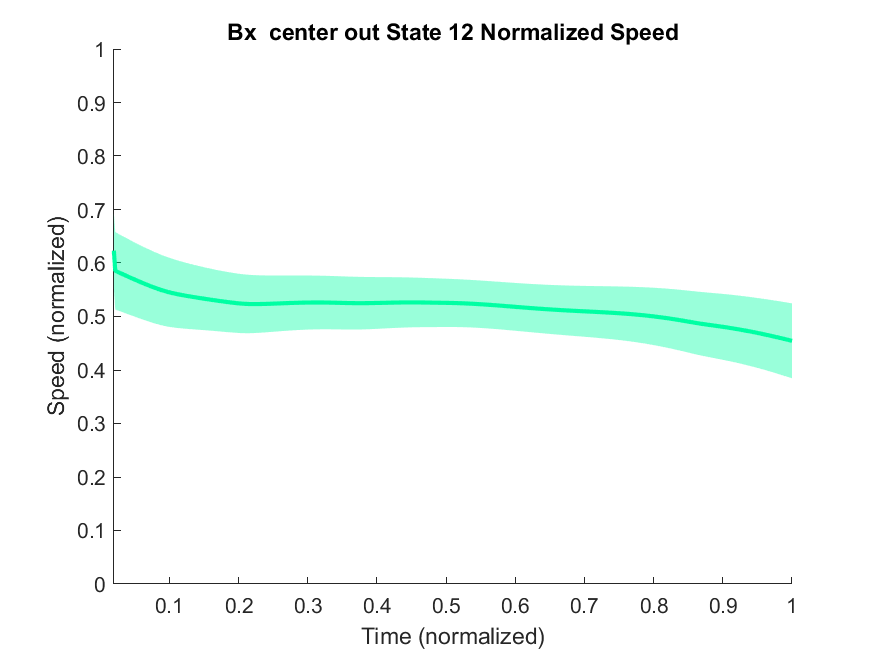 Bx  center out State 12 Normalized Speed
1
0.9
0.8
0.7
0.6
0.5
0.4
0.3
0.2
0.1
0
Speed (normalized)
0.1 0.2 0.3 0.4 0.5 0.6 0.7 0.8 0.9 1
Time (normalized)